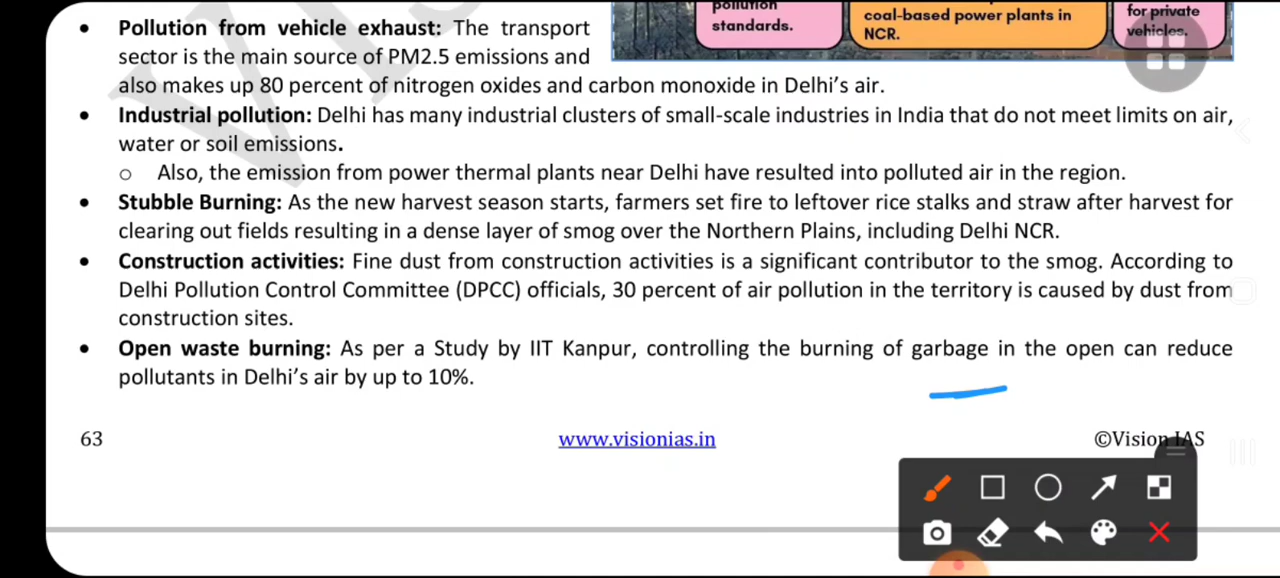 pollution
standards.
coal-based power plants in
NCR.
for private
vehicles.
• Pollution from vehicle exhaust: The transport
sector is the main source of PM2.5 emissions and
also makes up 80 percent of nitrogen oxides and carbon monoxide in Delhi’s air.
• Industrial pollution: Delhi has many industrial clusters of small-scale industries in India that do not meet limits on air,
water or soil emissions.
o Also, the emission from power thermal plants near Delhi have resulted into polluted air in the region.
• Stubble Burning: As the new harvest season starts, farmers set fire to leftover rice stalks and straw after harvest for
clearing out fields resulting in a dense layer of smog over the Northern Plains, including Delhi NCR.
• Construction activities: Fine dust from construction activities is a significant contributor to the smog. According to
Delhi Pollution Control Committee (DPCC) officials, 30 percent of air pollution in the territory is caused by dust from
construction sites.
• Open waste burning: As per a Study by IIT Kanpur, controlling the burning of garbage in the open can reduce
pollutants in Delhi’s air by up to 10%.
63
www.visionias.in
©Vision IAS